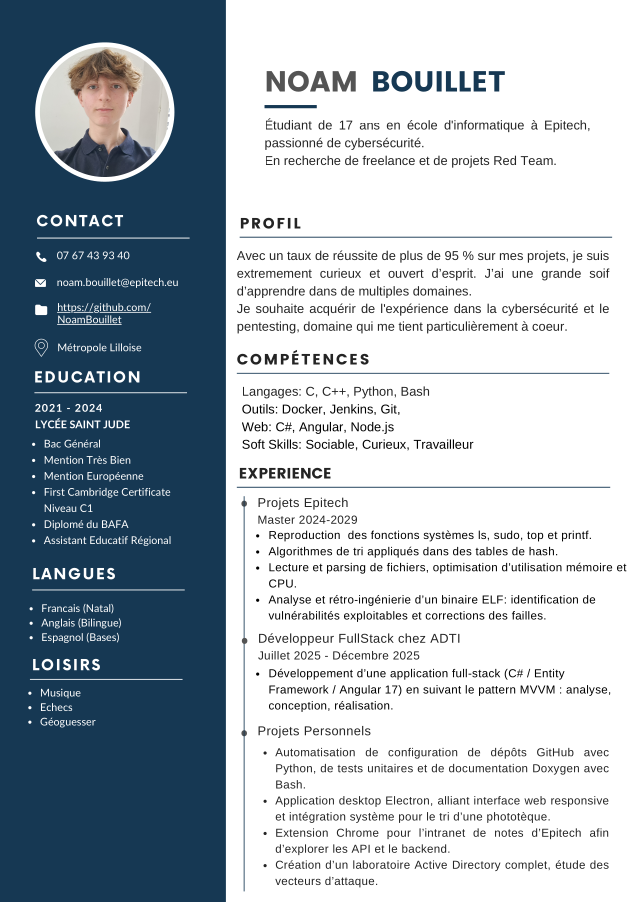 NOAM BOUILLET
Étudiant de 17 ans en école d'informatique à Epitech,
passionné de cybersécurité.
En recherche de freelance et de projets Red Team.
CONTACT
07 67 43 93 40
noam.bouillet@epitech.eu
https://github.com/
NoamBouillet
Métropole Lilloise
EDUCATION
2021 - 2024
LYCÉE SAINT JUDE
• Bac Général
• Mention Très Bien
• Mention Européenne
• First Cambridge Certificate
Niveau C1
• Diplomé du BAFA
• Assistant Educatif Régional
LANGUES
• Francais (Natal)
• Anglais (Bilingue)
• Espagnol (Bases)
LOISIRS
• Musique
• Echecs
• Géoguesser
PROFIL
Avec un taux de réussite de plus de 95 % sur mes projets, je suis
extremement curieux et ouvert d’esprit. J’ai une grande soif
d’apprendre dans de multiples domaines.
Je souhaite acquérir de l'expérience dans la cybersécurité et le
pentesting, domaine qui me tient particulièrement à coeur.
COMPÉTENCES
Langages: C, C++, Python, Bash
Outils: Docker, Jenkins, Git,
Web: C#, Angular, Node.js
Soft Skills: Sociable, Curieux, Travailleur
EXPERIENCE
Projets Epitech
Master 2024-2029
• Reproduction des fonctions systèmes ls, sudo, top et printf.
• Algorithmes de tri appliqués dans des tables de hash.
• Lecture et parsing de fichiers, optimisation d’utilisation mémoire et
CPU.
• Analyse et rétro-ingénierie d’un binaire ELF: identification de
vulnérabilités exploitables et corrections des failles.
Développeur FullStack chez ADTI
Juillet 2025 - Décembre 2025
• Développement d’une application full-stack (C# / Entity
Framework / Angular 17) en suivant le pattern MVVM : analyse,
conception, réalisation.
Projets Personnels
• Automatisation de configuration de dépôts GitHub avec
Python, de tests unitaires et de documentation Doxygen avec
Bash.
• Application desktop Electron, alliant interface web responsive
et intégration système pour le tri d’une photothèque.
• Extension Chrome pour l’intranet de notes d’Epitech afin
d’explorer les API et le backend.
• Création d’un laboratoire Active Directory complet, étude des
vecteurs d’attaque.